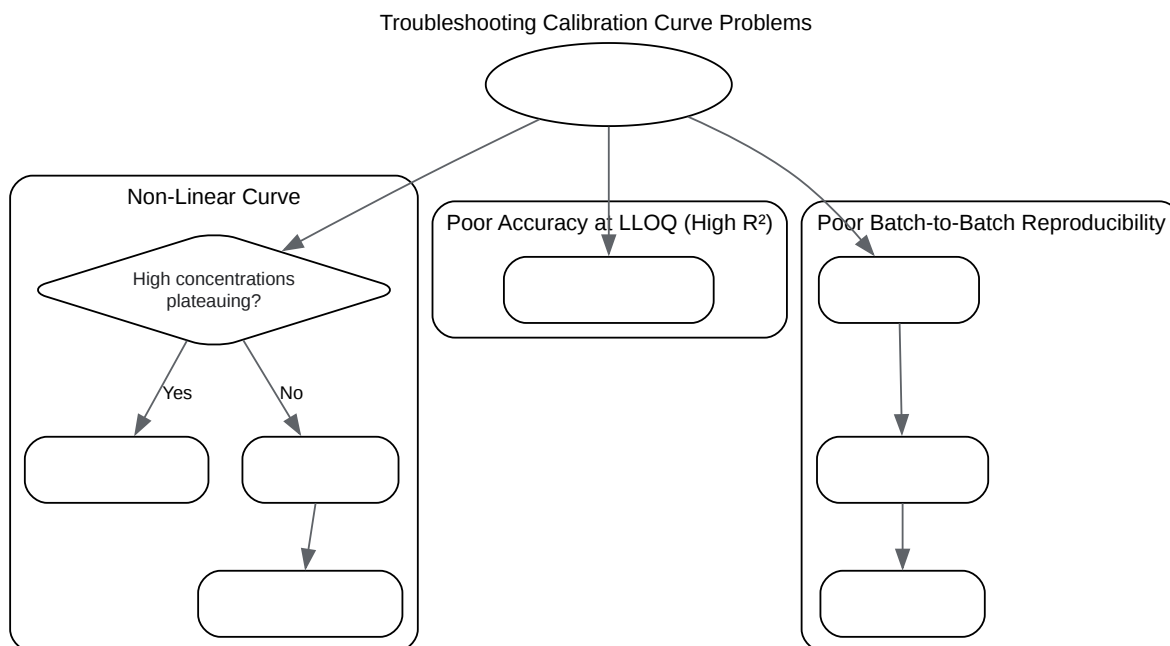 Troubleshooting Calibration Curve Problems
Non-Linear Curve
Poor Accuracy at LLOQ (High R²)
Poor Batch-to-Batch Reproducibility
High concentrations
plateauing?
Yes
No